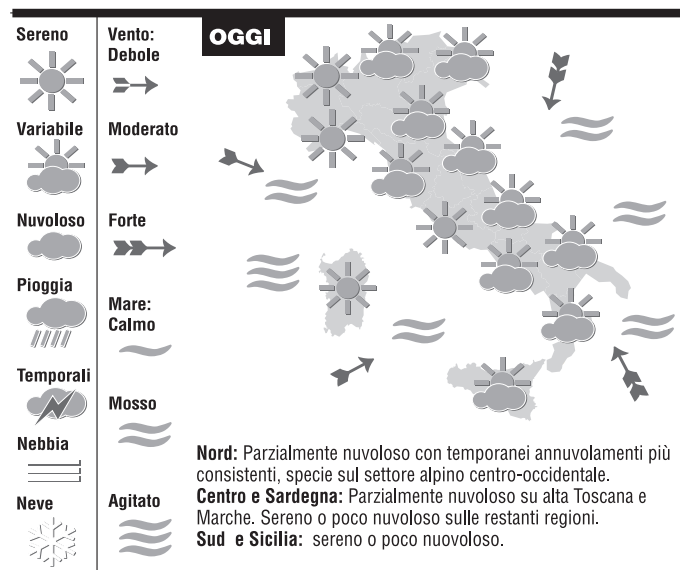 Sereno
Variabile
Nuvoloso
Pioggia
Temporali
Nebbia
Neve
Vento:
Debole
Moderato
Forte
Mare:
Calmo
Mosso
Agitato
OGGI
Nord: Parzialmente nuvoloso con temporanei annuvolamenti più
consistenti, specie sul settore alpino centro-occidentale.
Centro e Sardegna: Parzialmente nuvoloso su alta Toscana e
Marche. Sereno o poco nuvoloso sulle restanti regioni.
Sud e Sicilia: sereno o poco nuovoloso.